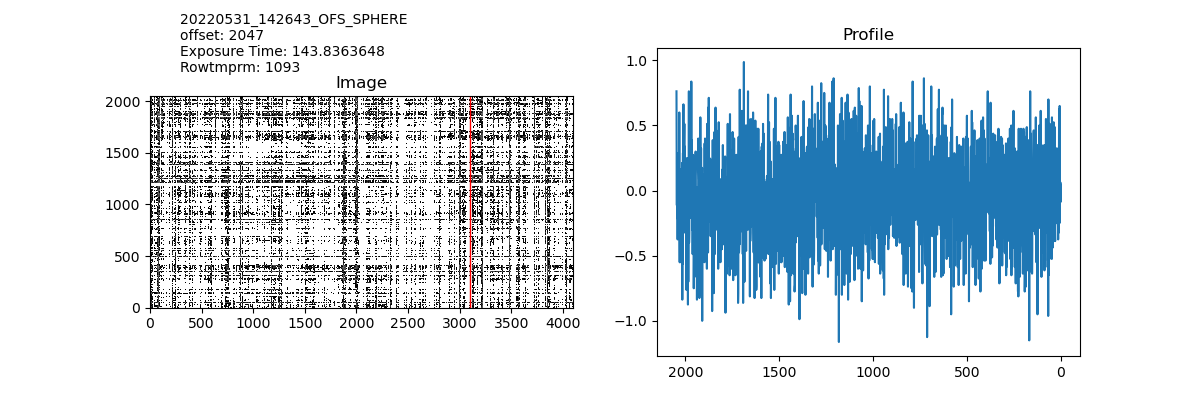 20220531_142643_OFS_SPHERE
offset: 2047
Exposure Time: 143.8363648
Rowtmprm: 1093
Image
2000
1500
1000
500
0
0 500 1000 1500 2000 2500 3000 3500 4000
Profile
1.0
0.5
0.0
−0.5
−1.0
2000 1500 1000 500 0